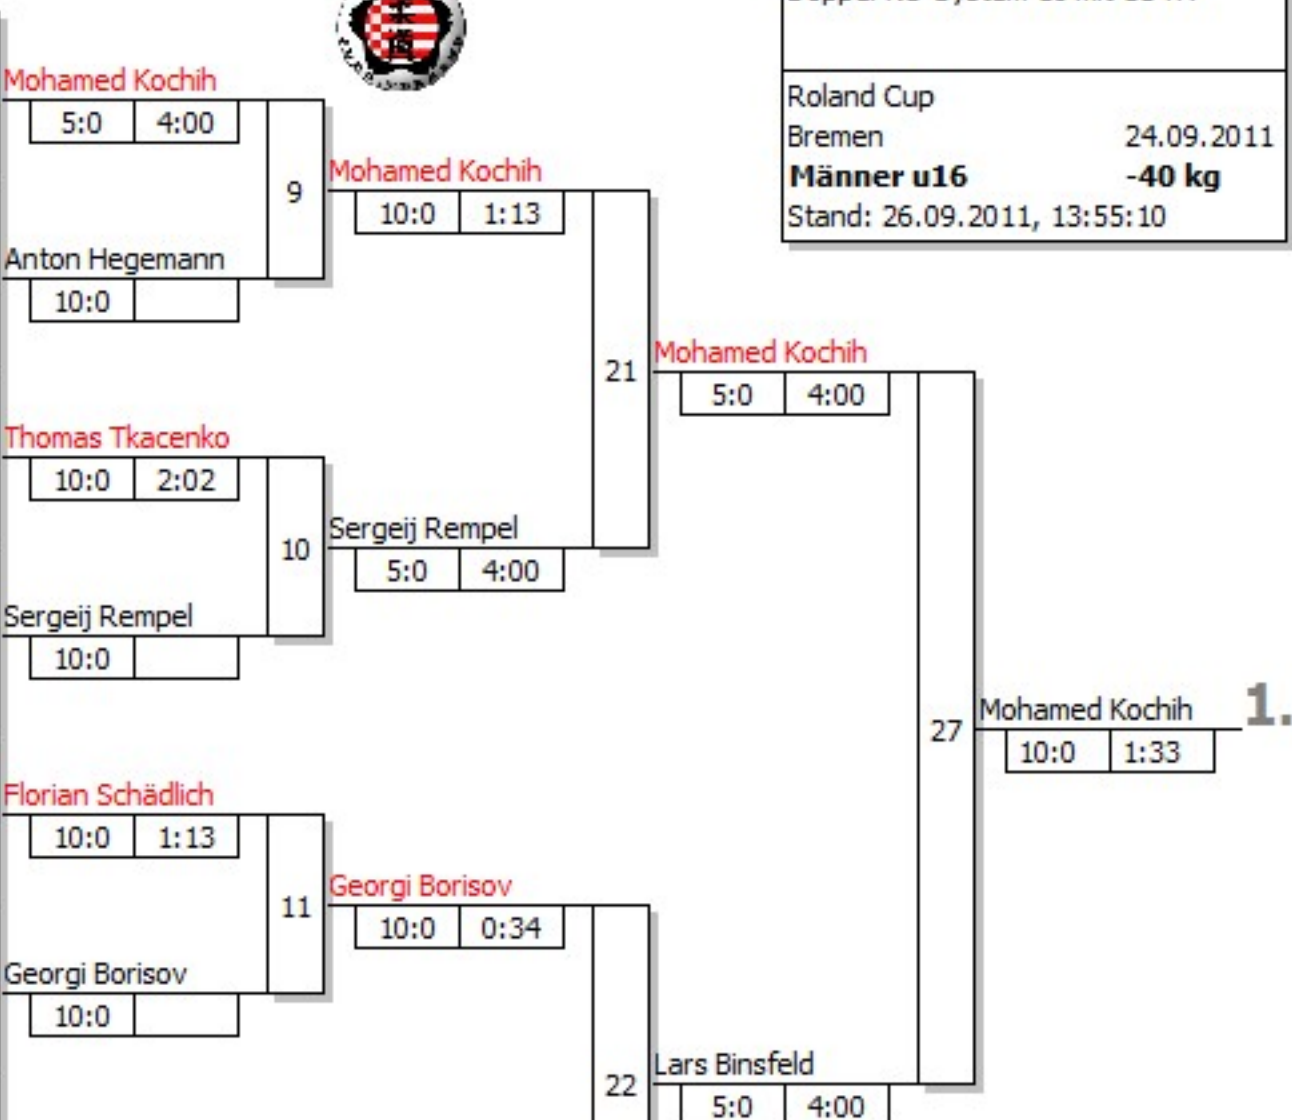 Roland Cup
Bremen 24.09.2011
Männer u16 -40 kg
Stand: 26.09.2011, 13:55:10
Mohamed Kochih
5:0 4:00
9
Anton Hegemann
10:0
Mohamed Kochih
10:0 1:13
21
Thomas Tkacenko
10:0 2:02
10
Sergeij Rempel
10:0
Sergeij Rempel
5:0 4:00
Mohamed Kochih
5:0 4:00
27
Mohamed Kochih 1.
10:0 1:33
Florian Schädlich
10:0 1:13
11
Georgi Borisov
10:0
Georgi Borisov
10:0 0:34
22
Lars Binsfeld
5:0 4:00